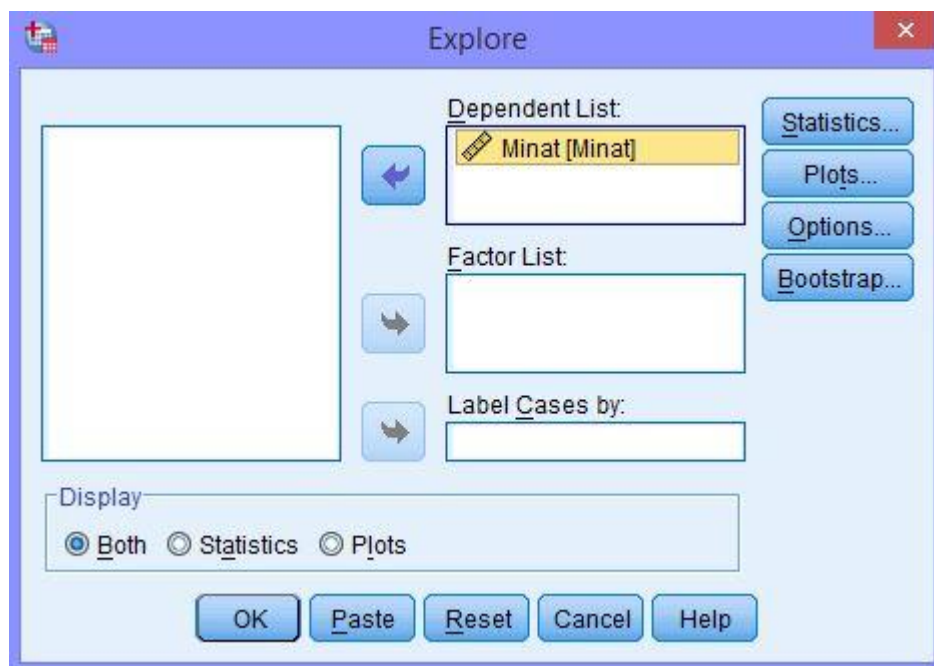 Explore
Dependent List:
Minat [Minat]
Factor List:
Label Cases by:
Statistics...
Plots...
Options...
Bootstrap...
Display
Both Statistics Plots
OK Paste Reset Cancel Help